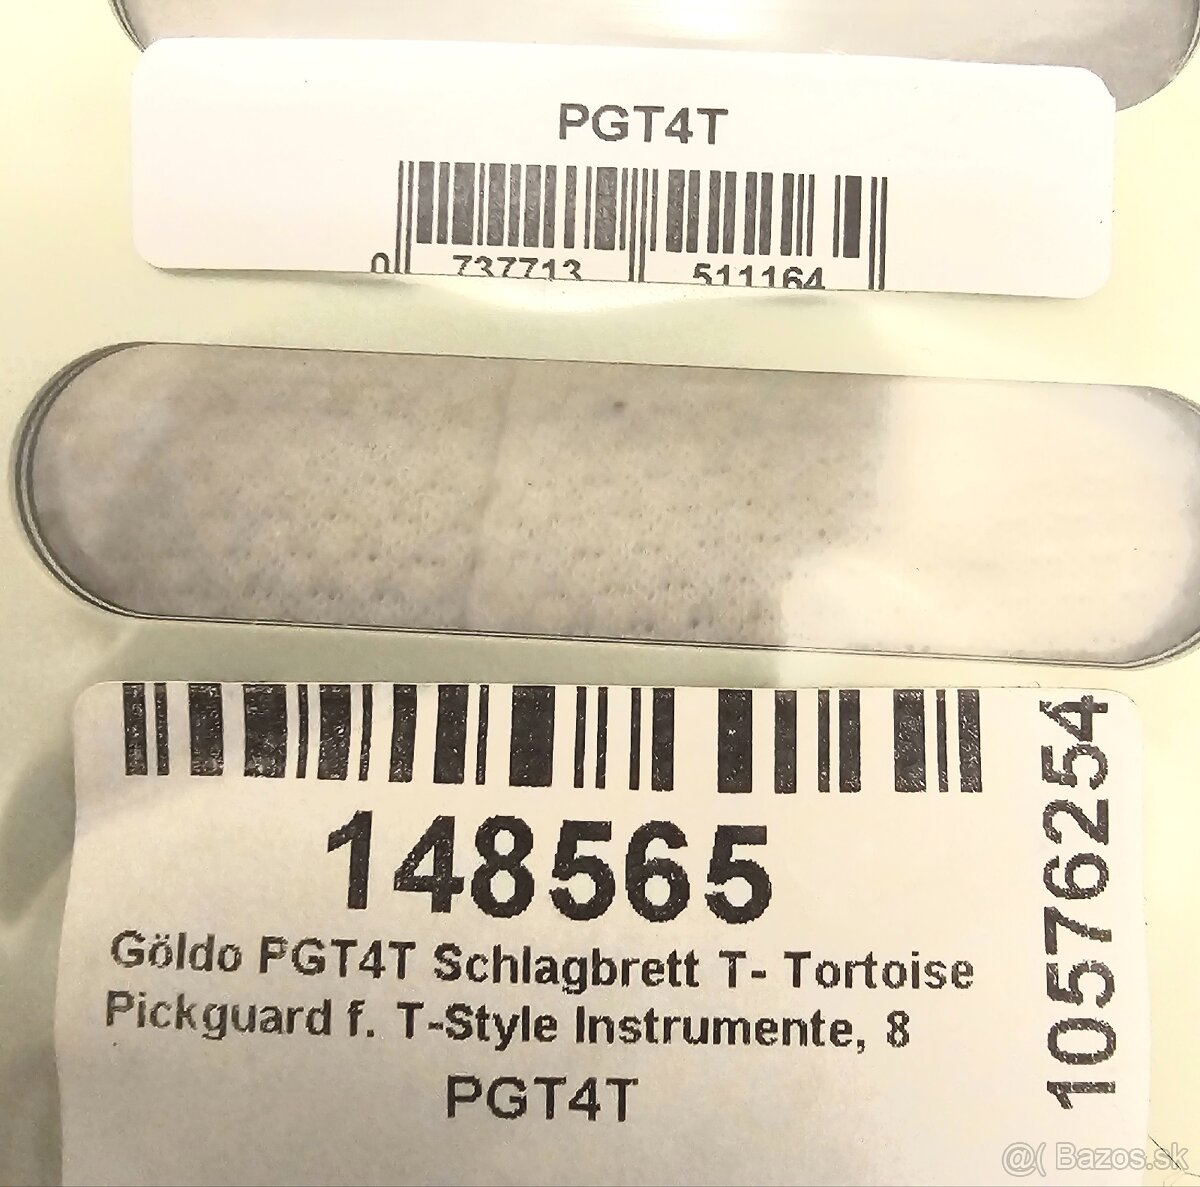 PGT4T
0 737713 511164
148565
Göldo PGT4T Schlagbrett T- Tortoise
Pickguard f. T-Style Instrumente, 8
PGT4T
10576254
@( Bazos.sk